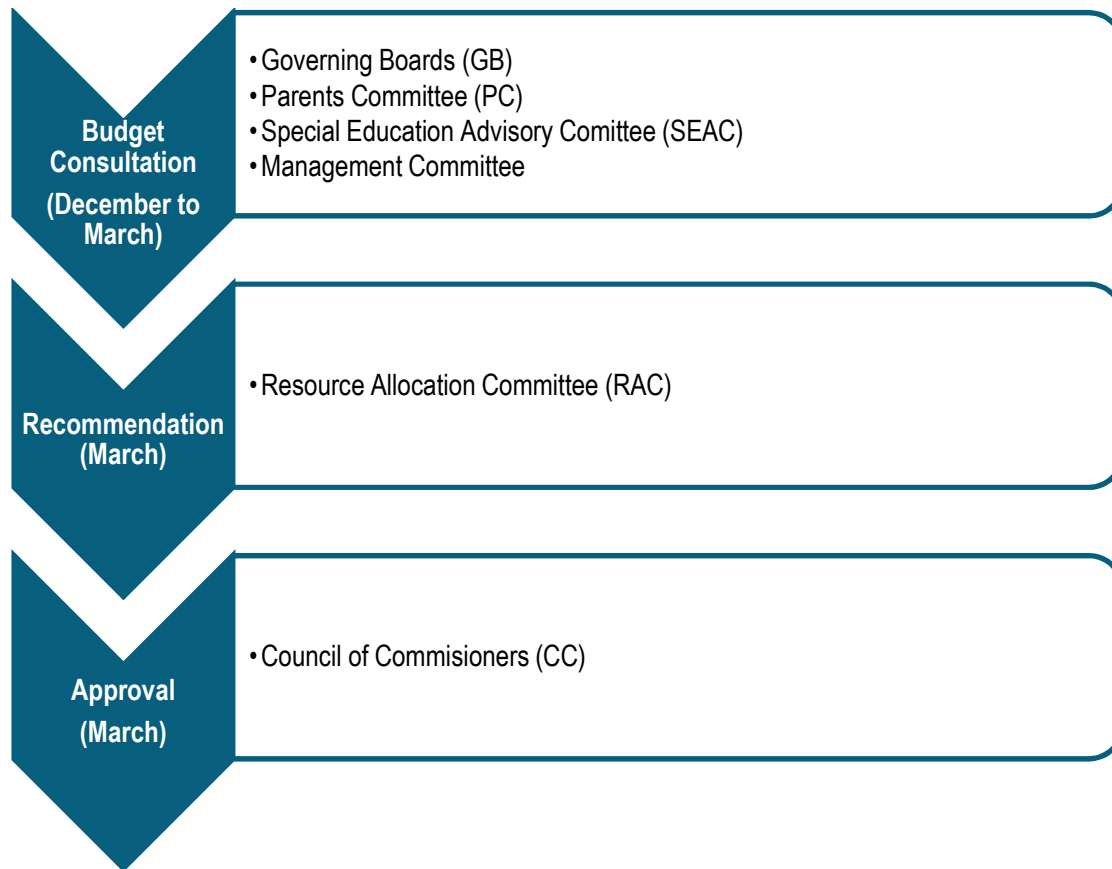 Budget
Consultation
(December to
March)
• Governing Boards (GB)
• Parents Committee (PC)
• Special Education Advisory Comittee (SEAC)
• Management Committee
Recommendation
(March)
• Resource Allocation Committee (RAC)
Approval
(March)
• Council of Commisioners (CC)